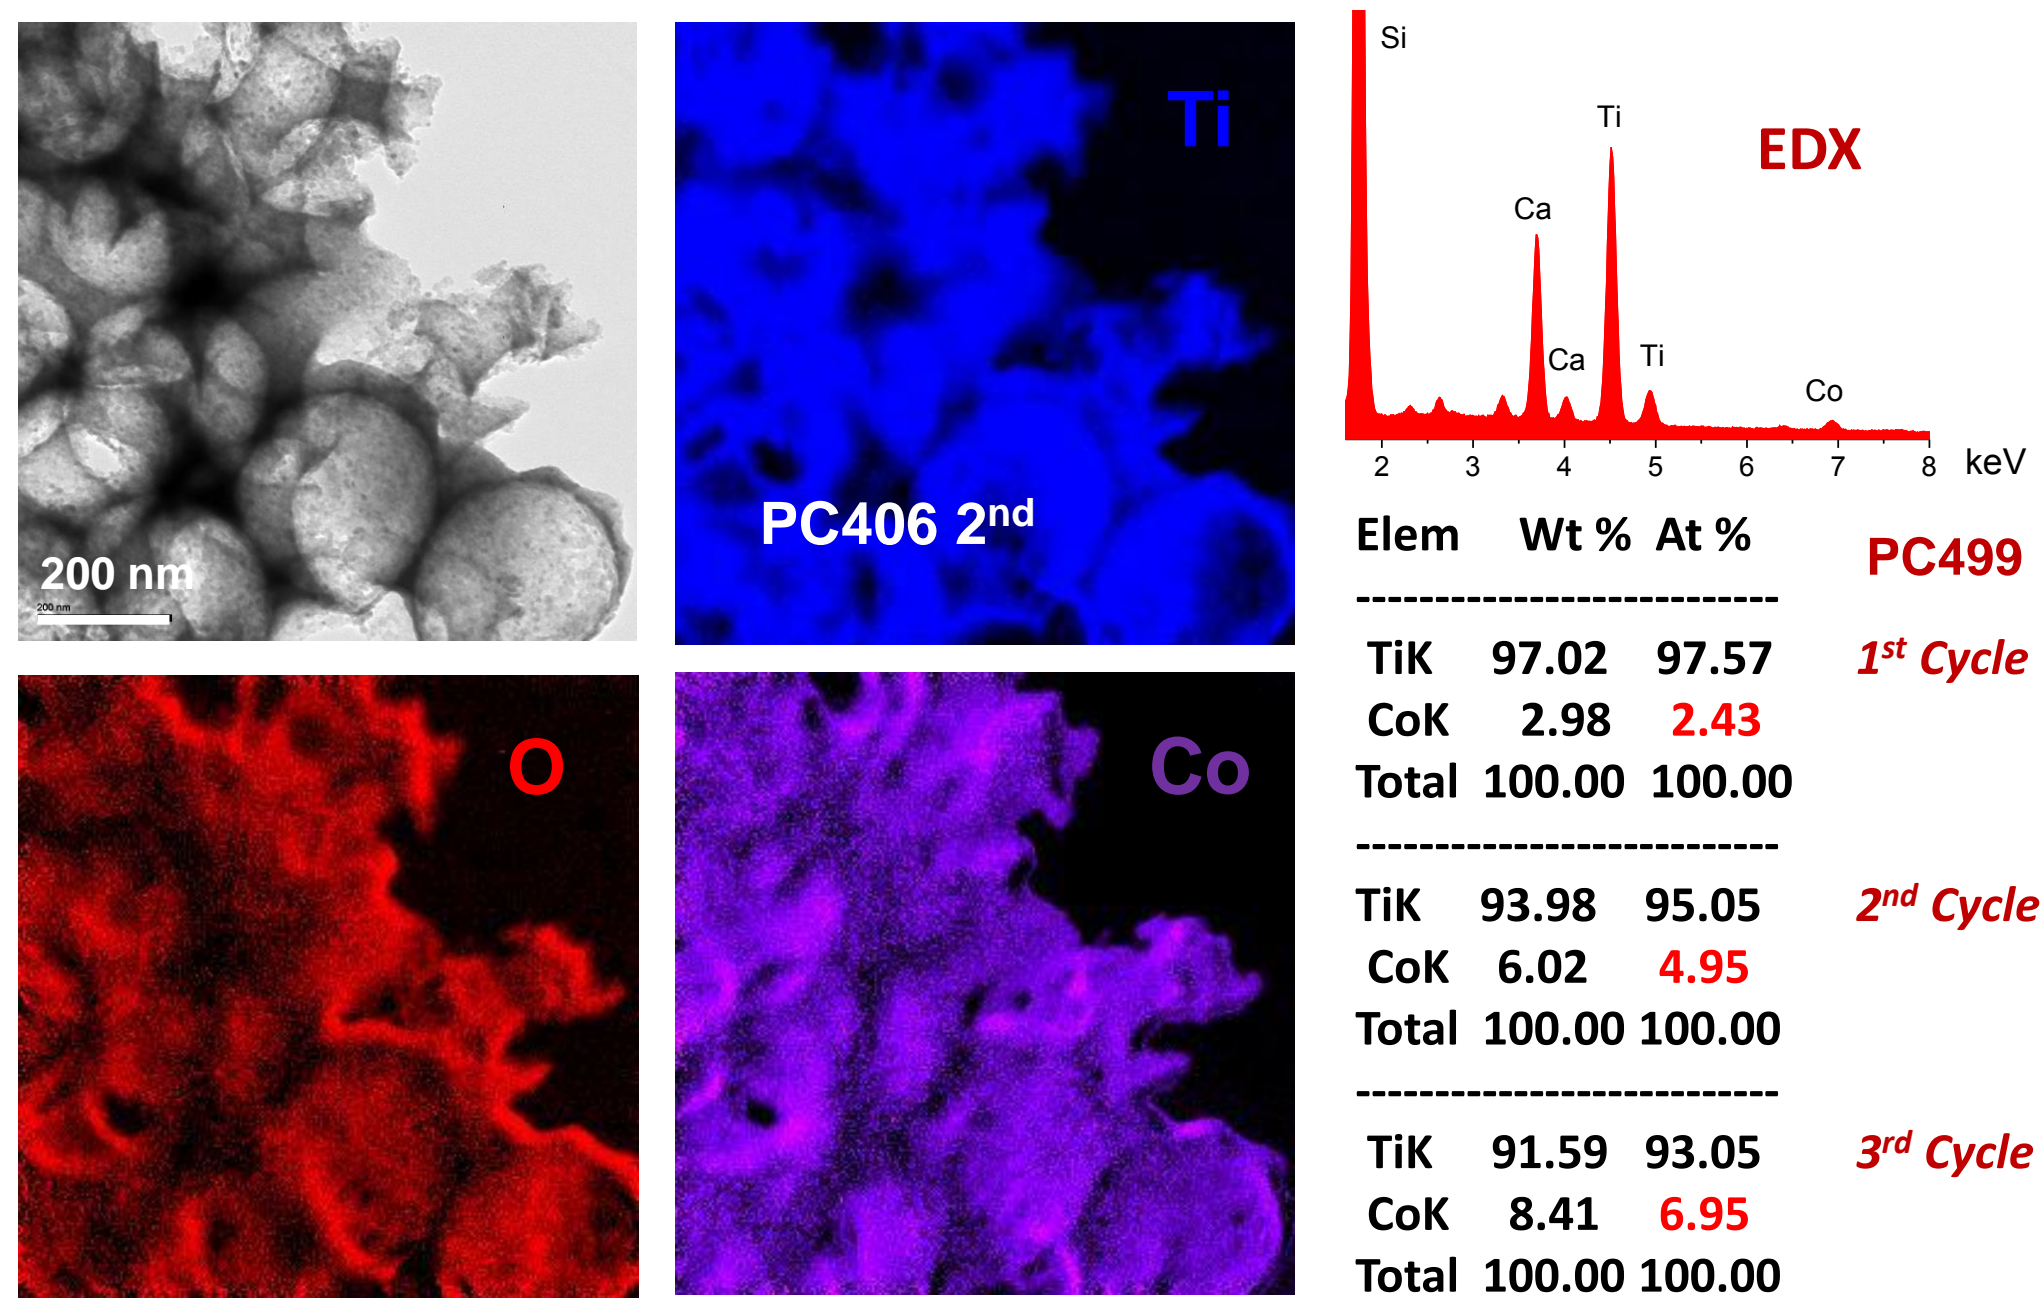 200 nm
200 nm
Ti
PC406 2nd
O
Co
Si
Ti
EDX
Ca
Ca
Ti
Co
2 3 4 5 6 7 8 keV
Elem Wt % At %
PC499
---------------------------
TiK 97.02 97.57 1st Cycle
CoK 2.98 2.43
Total 100.00 100.00
---------------------------
TiK 93.98 95.05 2nd Cycle
CoK 6.02 4.95
Total 100.00 100.00
---------------------------
TiK 91.59 93.05 3rd Cycle
CoK 8.41 6.95
Total 100.00 100.00